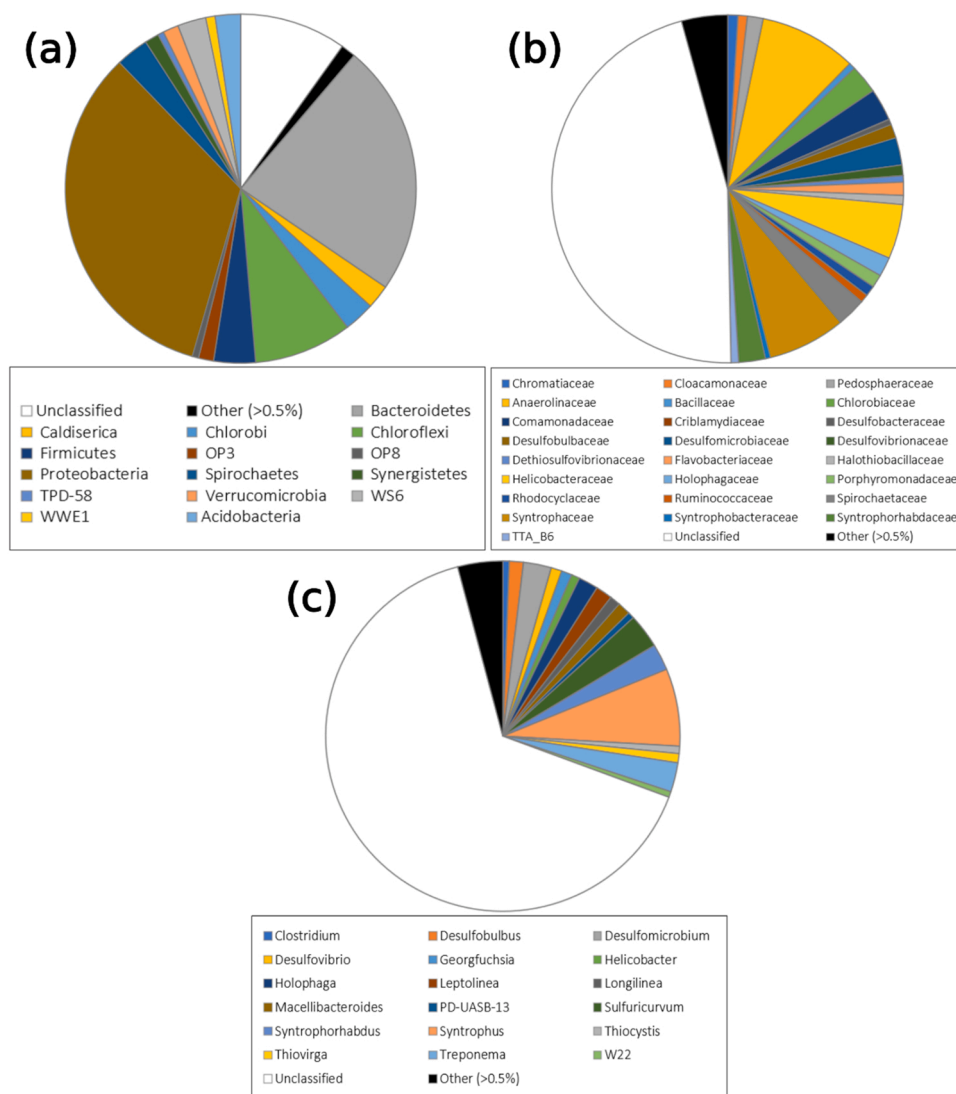 (a)
(b)
Unclassified Other (>0.5%) Bacteroidetes
Caldiserica Chlorobi Chloroflexi
Firmicutes OP3 OP8
Proteobacteria Spirochaetes Synergistetes
TPD-58 Verrucomicrobia WS6
WWE1 Acidobacteria
Chromatiaceae Cloacamonaceae Pedosphaeraceae
Anaerolinaceae Bacillaceae Chlorobiaceae
Comamonadaceae Criblamydiaceae Desulfobacteraceae
Desulfobulbaceae Desulfomicrobiaceae Desulfovibrionaceae
Dethiosulfovibrionaceae Flavobacteriaceae Halothiobacillaceae
Helicobacteraceae Holophagaceae Porphyromonadaceae
Rhodocyclaceae Ruminococcaceae Spirochaetaceae
Syntrophaceae Syntrophobacteraceae Syntrophorhabdaceae
TTA_B6 Unclassified Other (>0.5%)
(c)
Clostridium Desulfobulbus Desulfomicrobium
Desulfovibrio Georgfuchsia Helicobacter
Holophaga Leptolinea Longilinea
Macellibacteroides PD-UASB-13 Sulfuricurvum
Syntrophorhabdus Syntrophus Thiocystis
Thiovirga Treponema W22
Unclassified Other (>0.5%)